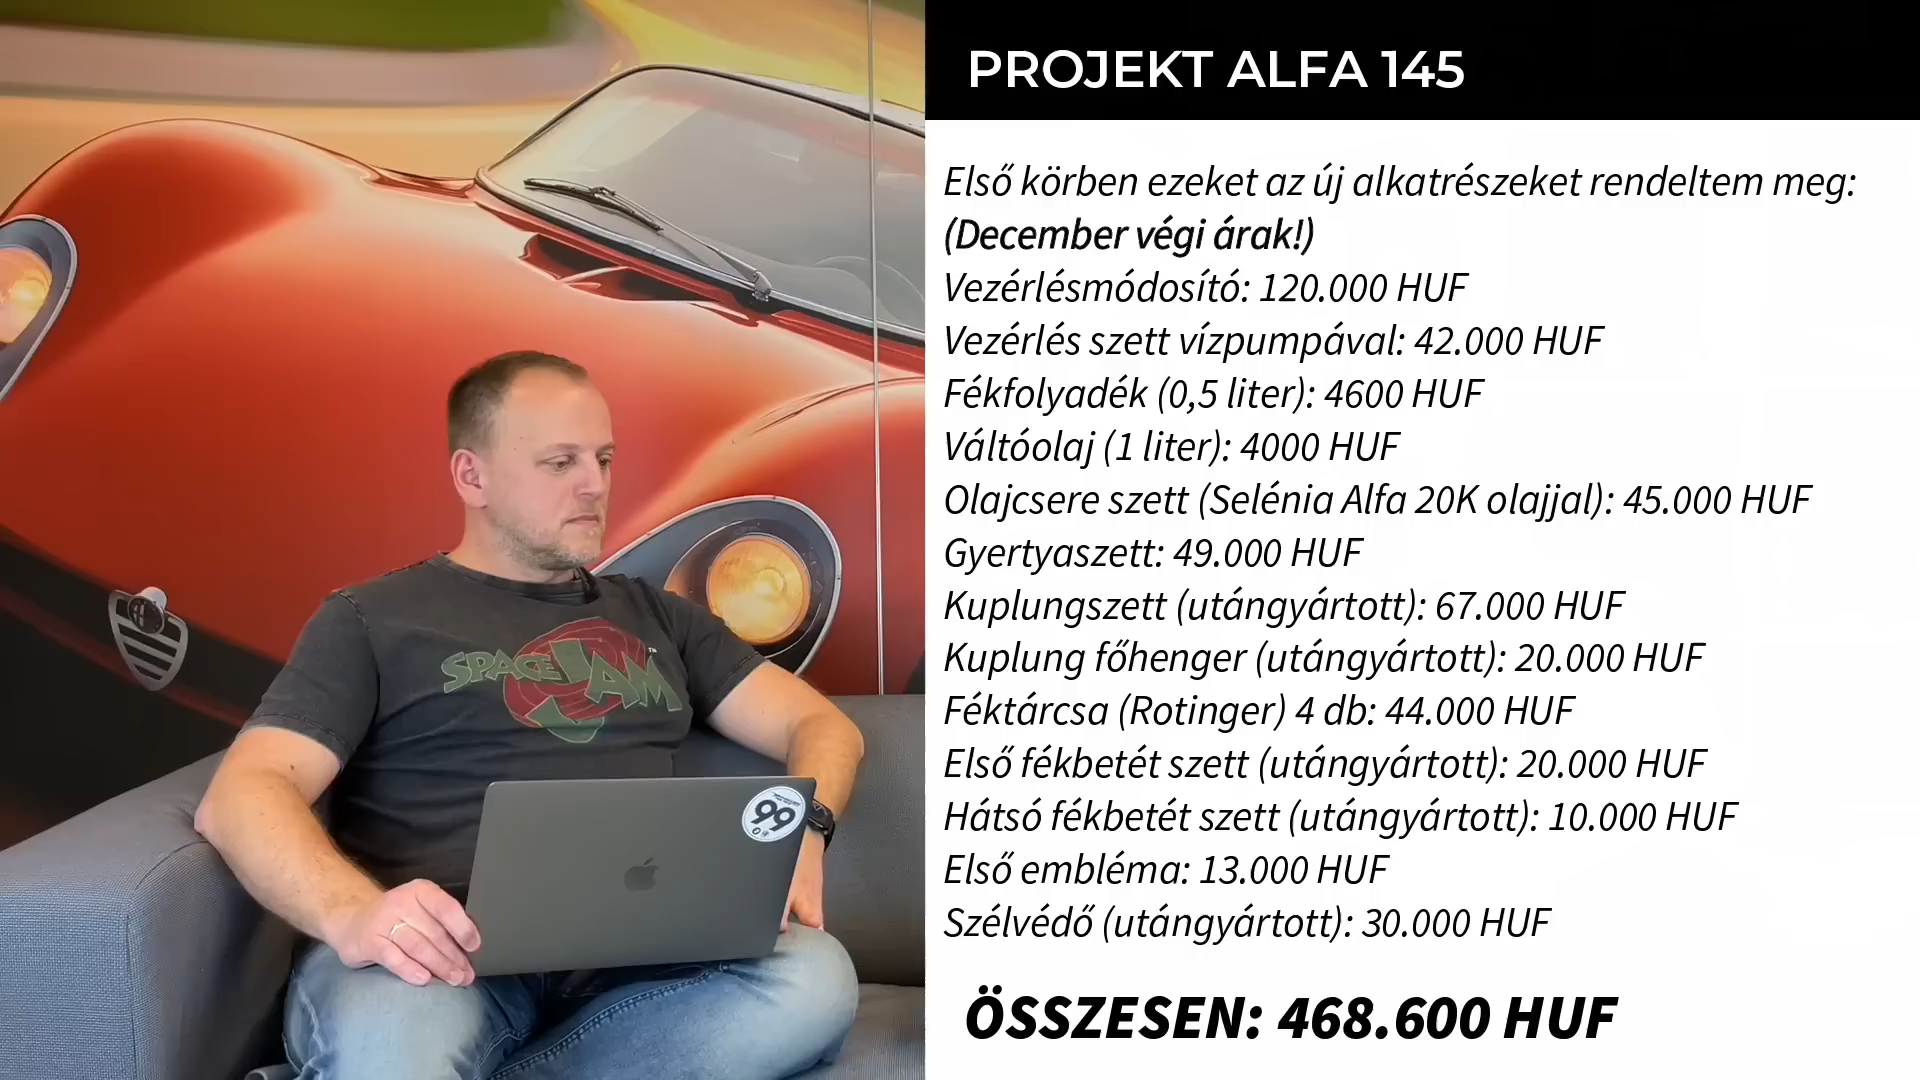 PROJEKT ALFA 145
Első körben ezeket az új alkatrészeket rendeltem meg:
(December végi árak!)
Vezérlésmódosító: 120.000 HUF
Vezérlés szett vízpumpával: 42.000 HUF
Fékfolyadék (0,5 liter): 4600 HUF
Váltóolaj (1 liter): 4000 HUF
Olajcsere szett (Selénia Alfa 20K olajjal): 45.000 HUF
Gyertyaszett: 49.000 HUF
Kuplungszett (utángyártott): 67.000 HUF
Kuplung főhenger (utángyártott): 20.000 HUF
Féktárcsa (Rotinger) 4 db: 44.000 HUF
Első fékbetét szett (utángyártott): 20.000 HUF
Hátsó fékbetét szett (utángyártott): 10.000 HUF
Első embléma: 13.000 HUF
Szélvédő (utángyártott): 30.000 HUF
ÖSSZESEN: 468.600 HUF
SPACE JAM
TM
99